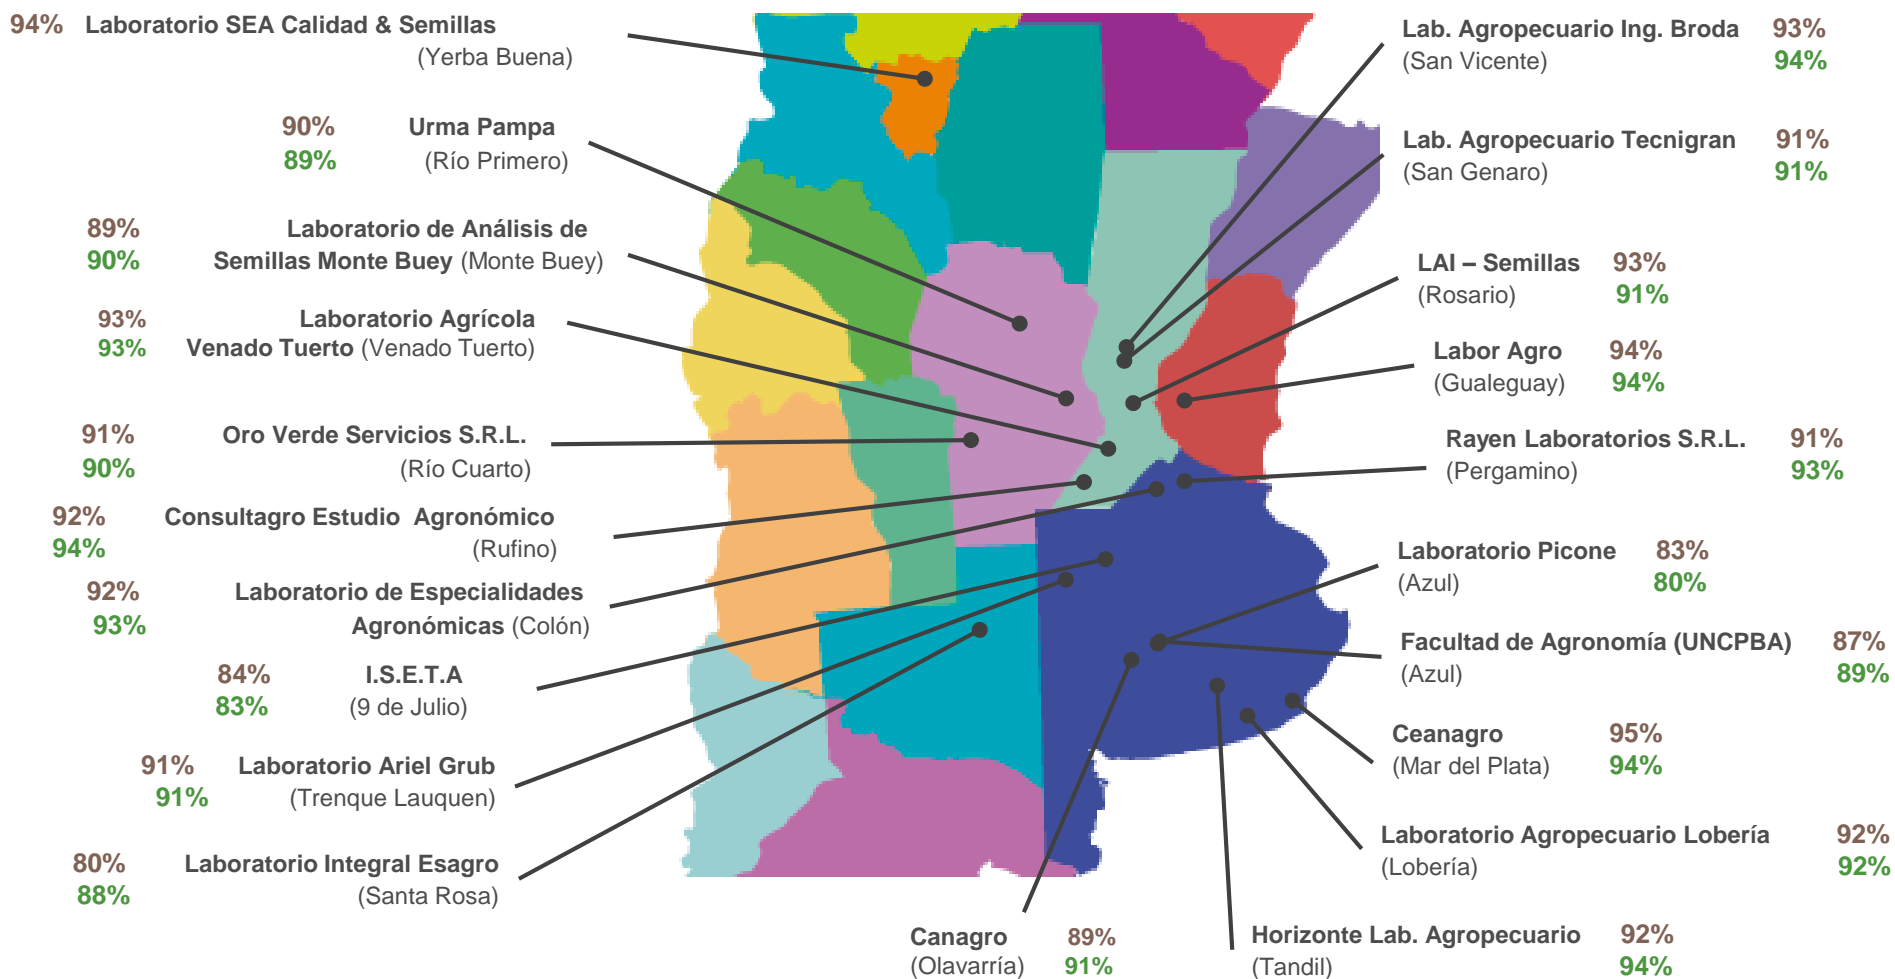 94% Laboratorio SEA Calidad & Semillas
(Yerba Buena)
90% Urma Pampa
89% (Río Primero)
89% Laboratorio de Análisis de
90% Semillas Monte Buey (Monte Buey)
93% Laboratorio Agrícola
93% Venado Tuerto (Venado Tuerto)
91% Oro Verde Servicios S.R.L.
90% (Río Cuarto)
92% Consultagro Estudio Agronómico
94% (Rufino)
92% Laboratorio de Especialidades
93% Agronómicas (Colón)
84% I.S.E.T.A
83% (9 de Julio)
91% Laboratorio Ariel Grub
91% (Trenque Lauquen)
80% Laboratorio Integral Esagro
88% (Santa Rosa)
Lab. Agropecuario Ing. Broda 93%
(San Vicente) 94%
Lab. Agropecuario Tecnigran 91%
(San Genaro) 91%
LAI – Semillas 93%
(Rosario) 91%
Labor Agro 94%
(Gualeguay) 94%
Rayen Laboratorios S.R.L. 91%
(Pergamino) 93%
Laboratorio Picone 83%
(Azul) 80%
Facultad de Agronomía (UNCPBA) 87%
(Azul) 89%
Ceanagro 95%
(Mar del Plata) 94%
Laboratorio Agropecuario Lobería 92%
(Lobería) 92%
Canagro 89%
(Olavarría) 91%
Horizonte Lab. Agropecuario 92%
(Tandil) 94%